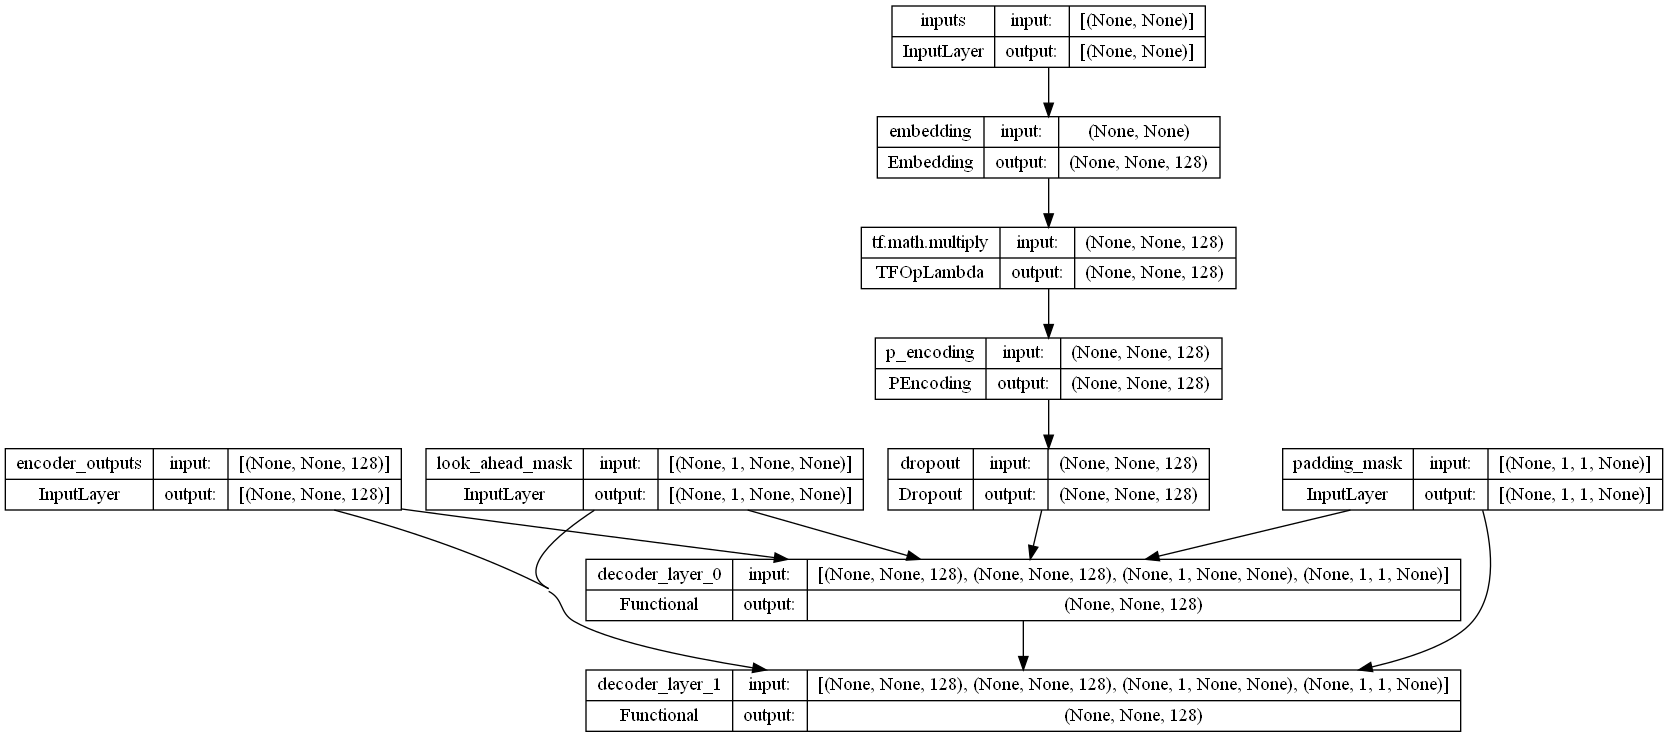 inputs input: [(None, None)]
InputLayer output: [(None, None)]
embedding input: (None, None)
Embedding output: (None, None, 128)
tf.math.multiply input: (None, None, 128)
TFOpLambda output: (None, None, 128)
p_encoding input: (None, None, 128)
PEncoding output: (None, None, 128)
encoder_outputs input: [(None, None, 128)]
InputLayer output: [(None, None, 128)]
look_ahead_mask input: [(None, 1, None, None)]
InputLayer output: [(None, 1, None, None)]
dropout input: (None, None, 128)
Dropout output: (None, None, 128)
padding_mask input: [(None, 1, 1, None)]
InputLayer output: [(None, 1, 1, None)]
decoder_layer_0 input: [(None, None, 128), (None, None, 128), (None, 1, None, None), (None, 1, 1, None)]
Functional output: (None, None, 128)
decoder_layer_1 input: [(None, None, 128), (None, None, 128), (None, 1, None, None), (None, 1, 1, None)]
Functional output: (None, None, 128)